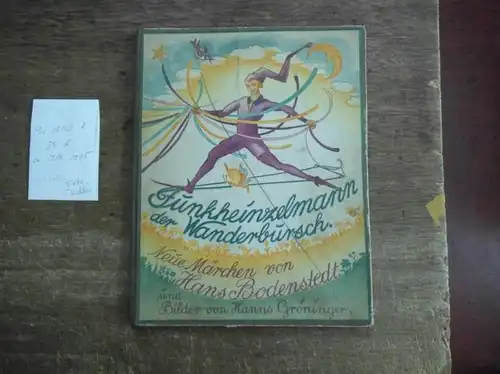 Funkheinzelmann
der Wanderbursch.
Neue Märchen von
Hans Bodenstedt,
und
Bilder von Hanns Gröninger,